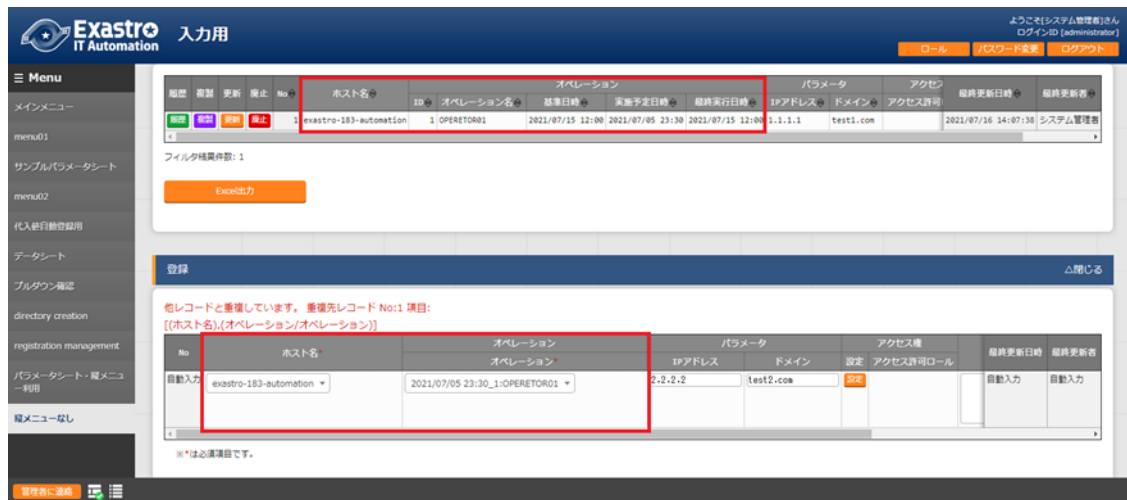 Exastro
IT Automation
入力用
ようこそ[システム管理者]さん
ログインID [administrator]
ロール
パスワード変更
ログアウト
Menu
メインメニュー
menu01
サンプルパラメータシート
menu02
代入値自動登録用
データシート
プルダウン確認
directory creation
registration management
パラメータシート・縦メニュ
ー利用
縦メニューなし
履歴 複製 更新 廃止 No ホスト名 オペレーション パラメータ アクセス 最終更新日時 最終更新者
ID オペレーション名 基準日時 実施予定日時 最終実行日時 IPアドレス ドメイン アクセス許可
履歴 複製 更新 廃止 1 exastro-183-automation 1 OPERETOR01 2021/07/15 12:00 2021/07/05 23:30 2021/07/15 12:00 1.1.1.1 test1.com 2021/07/16 14:07:38 システム管理者
フィルタ結果件数: 1
Excel出力
登録
△閉じる
他レコードと重複しています。 重複先レコード No:1 項目:
[(ホスト名),(オペレーション/オペレーション)]
No ホスト名* オペレーション パラメータ アクセス権 最終更新日時 最終更新者
オペレーション* IPアドレス ドメイン 設定 アクセス許可ロール
自動入力 exastro-183-automation 2021/07/05 23:30_1:OPERETOR01 2.2.2.2 test2.com 設定 自動入力 自動入力
※*は必須項目です。
管理者に連絡